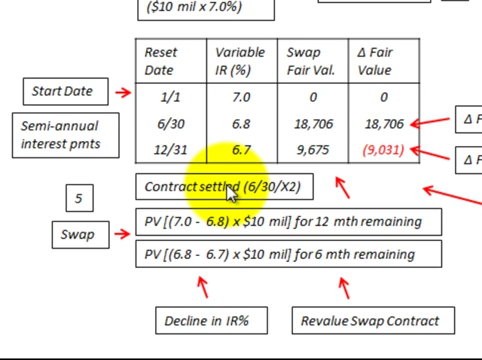 ($10 mil x 7.0%)
Reset Date Variable IR (%) Swap Fair Val. Δ Fair Value
Start Date 1/1 7.0 0 0
Semi-annual interest pmts 6/30 6.8 18,706 18,706 Δ F
12/31 6.7 9,675 (9,031) Δ F
Contract settled (6/30/X2)
5
PV [(7.0 - 6.8) x $10 mil] for 12 mth remaining
Swap
PV [(6.8 - 6.7) x $10 mil] for 6 mth remaining
Decline in IR% Revalue Swap Contract